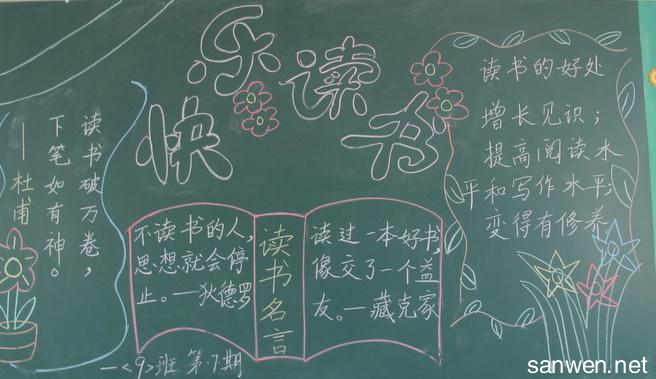 快乐读书
读书破万卷，
下笔如有神。
——杜甫
不读书的人，
思想就会停
止。—狄德罗
读书名言
读过一本好书，
像交了一个益
友。—藏克家
读书的好处
增长见识；
提高阅读水
平和写作水平；
变得有修养
一<9>班 第7期
sanwen.net